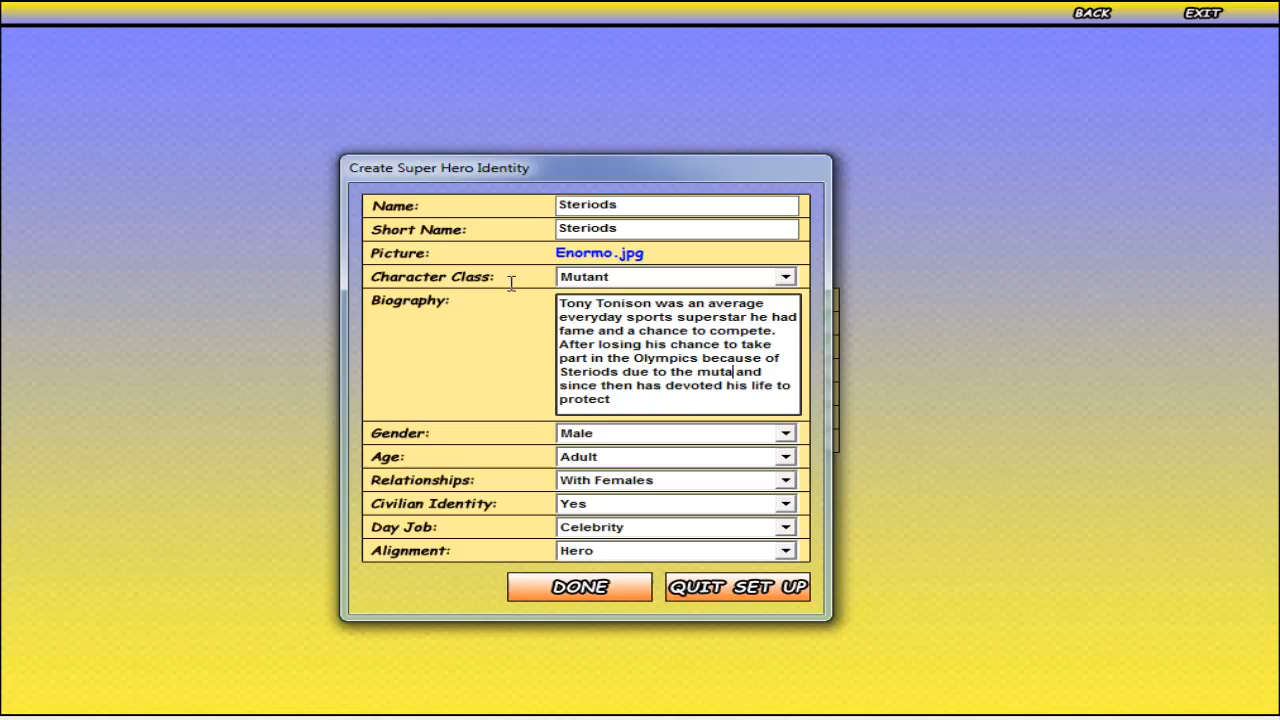 BACK EXIT
Create Super Hero Identity
Name: Steriods
Short Name: Steriods
Picture: Enormo.jpg
Character Class: Mutant
Biography: Tony Tonison was an average
everyday sports superstar he had
fame and a chance to compete.
After losing his chance to take
part in the Olympics because of
Steriods due to the muta and
since then has devoted his life to
protect
Gender: Male
Age: Adult
Relationships: With Females
Civilian Identity: Yes
Day Job: Celebrity
Alignment: Hero
DONE QUIT SET UP